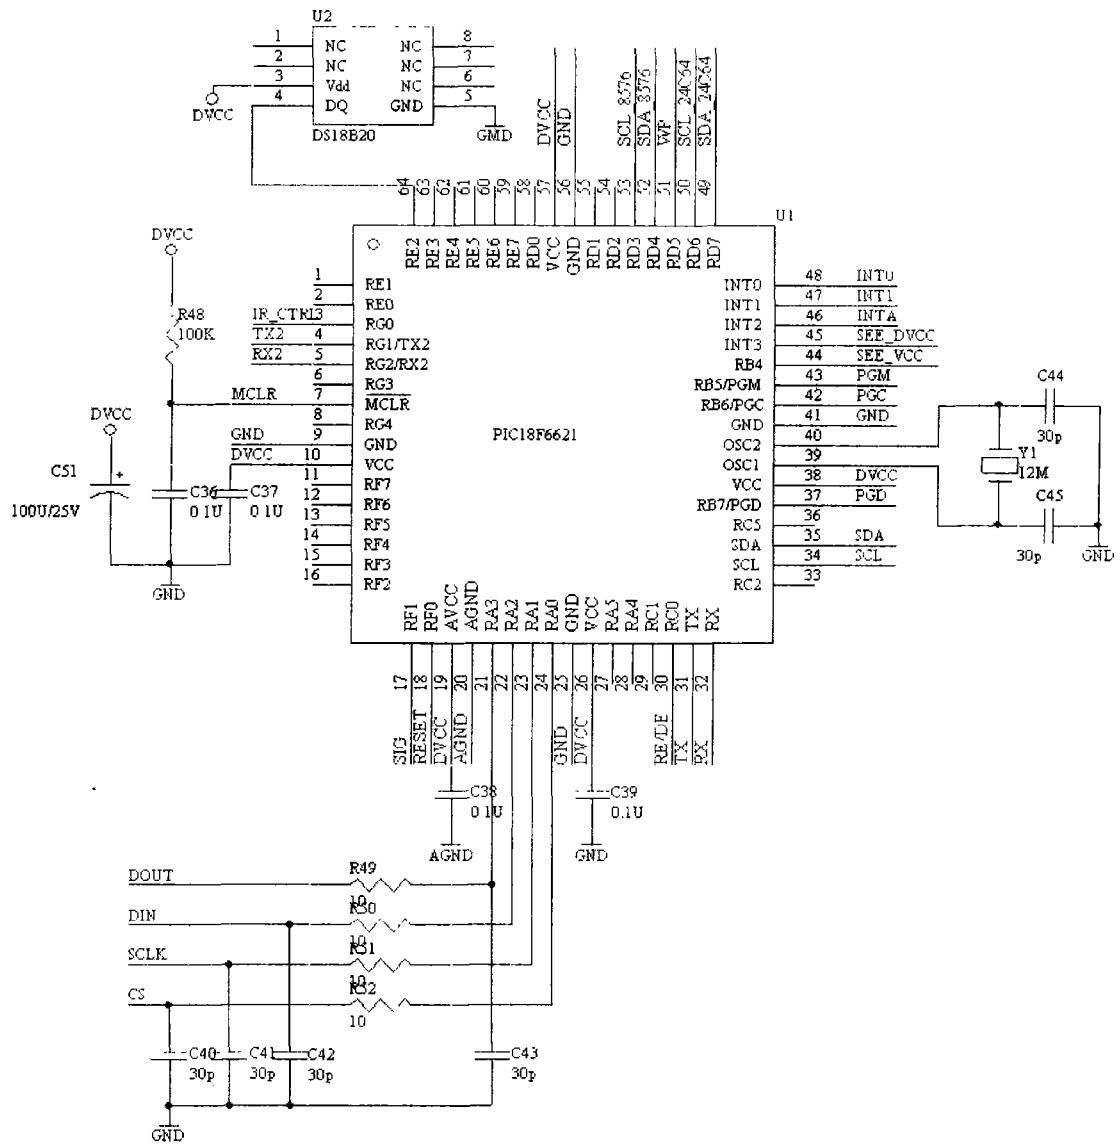 U2
1 NC NC 8
2 NC NC 7
3 Vdd NC 6
4 DQ GND 5
DVCC
DS18B20
GMD
DVCC
GND
SCL_8576
SDA_8576
WP
SCL_24C64
SDA_24C64
64 63 62 61 60 59 58 57 56 55 54 53 52 51 50 49
U1
RE2 RE3 RE4 RE5 RE6 RE7 RD0 VCC GND RD1 RD2 RD3 RD4 RD5 RD6 RD7
DVCC
R48
100K
MCLR
DVCC
C51
+
100U/25V
C36
0.1U
C37
0.1U
GND
1 RE1
2 RE0
IR_CTRL 3 RG0
TX2 4 RG1/TX2
RX2 5 RG2/RX2
6 RG3
7 MCLR
8 RG4
GND 9 GND
DVCC 10 VCC
11 RF7
12 RF6
13 RF5
14 RF4
15 RF3
16 RF2
PIC18F6621
INT0 48 INT0
INT1 47 INT1
INT2 46 INTA
INT3 45 SEE_DVCC
RB4 44 SEE_VCC
RB5/PGM 43 PGM
RB6/PGC 42 PGC
GND 41 GND
OSC2 40
OSC1 39
VCC 38 DVCC
RB7/PGD 37 PGD
RC5 36
SDA 35 SDA
SCL 34 SCL
RC2 33
C44
30p
Y1
12M
C45
30p
GND
RF1 RF0 AVCC AGND RA3 RA2 RA1 RA0 GND VCC RA5 RA4 RC1 RC0 TX RX
17 18 19 20 21 22 23 24 25 26 27 28 29 30 31 32
SIG RESET DVCC AGND GND DVCC RE/DE TX RX
C38
0.1U
AGND
C39
0.1U
GND
DOUT R49
10
DIN R50
10
SCLK R51
10
CS R52
10
C40
30p
C41
30p
C42
30p
C43
30p
GND